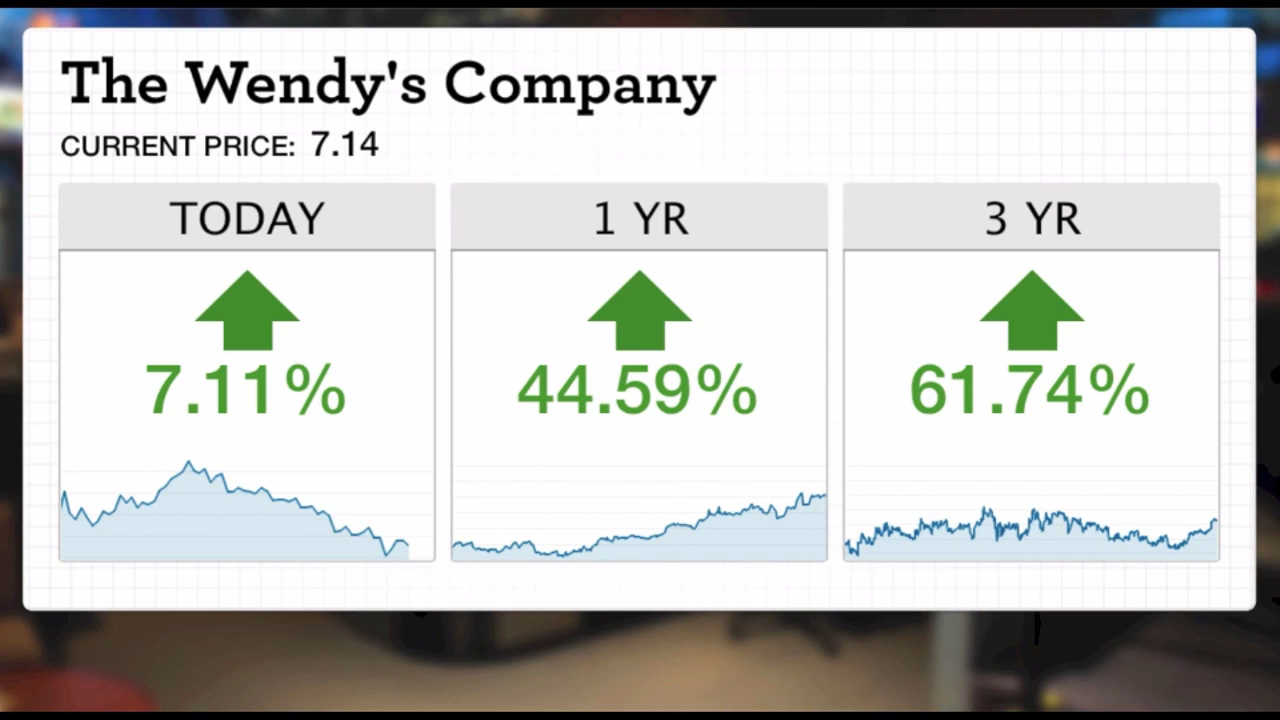 The Wendy's Company
CURRENT PRICE: 7.14
TODAY
1 YR
3 YR
7.11%
44.59%
61.74%